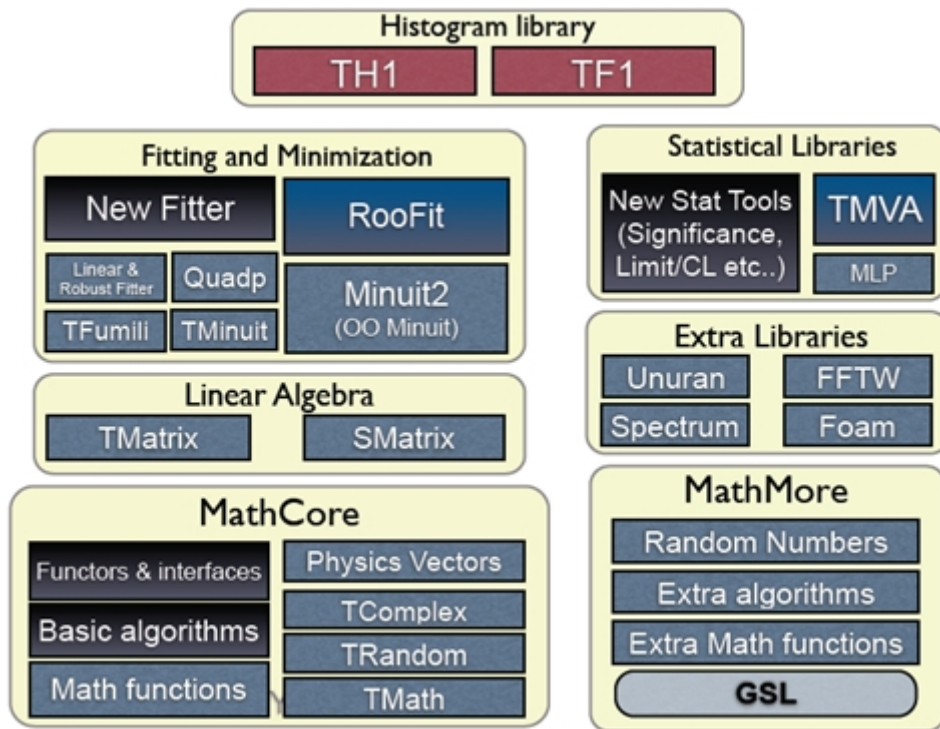 Histogram library
TH1
TF1
Fitting and Minimization
New Fitter
RooFit
Linear &
Robust Fitter
Quadp
TFumili
TMinuit
Minuit2
(OO Minuit)
Statistical Libraries
New Stat Tools
(Significance,
Limit/CL etc..)
TMVA
MLP
Extra Libraries
Unuran
FFTW
Spectrum
Foam
Linear Algebra
TMatrix
SMatrix
MathCore
Functors & interfaces
Basic algorithms
Math functions
Physics Vectors
TComplex
TRandom
TMath
MathMore
Random Numbers
Extra algorithms
Extra Math functions
GSL